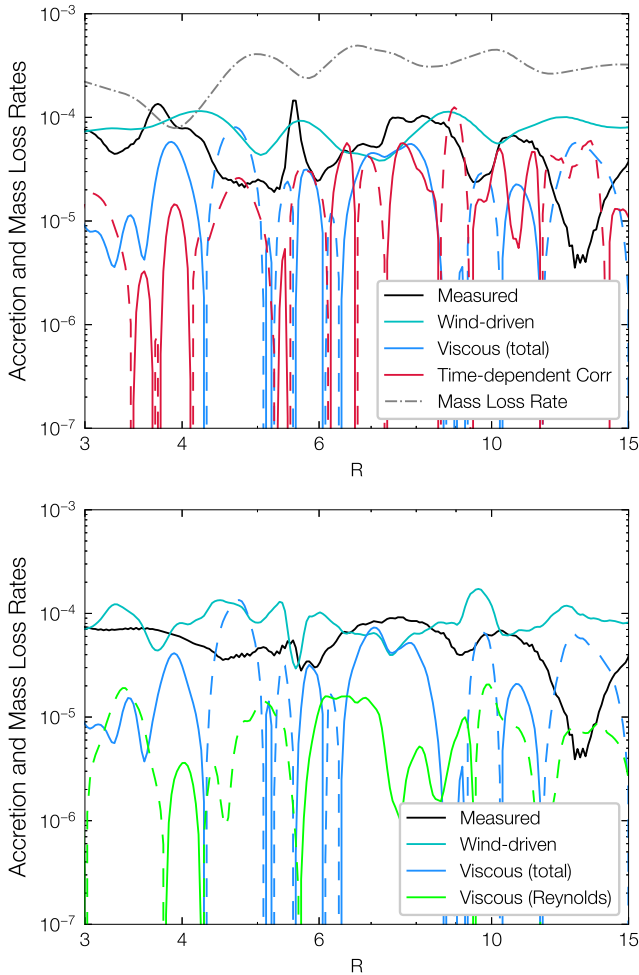 10⁻³
10⁻⁴
10⁻⁵
10⁻⁶
10⁻⁷
Accretion and Mass Loss Rates
Measured
Wind-driven
Viscous (total)
Time-dependent Corr
Mass Loss Rate
3 4 6 10 15
R
10⁻³
10⁻⁴
10⁻⁵
10⁻⁶
10⁻⁷
Accretion and Mass Loss Rates
Measured
Wind-driven
Viscous (total)
Viscous (Reynolds)
3 4 6 10 15
R